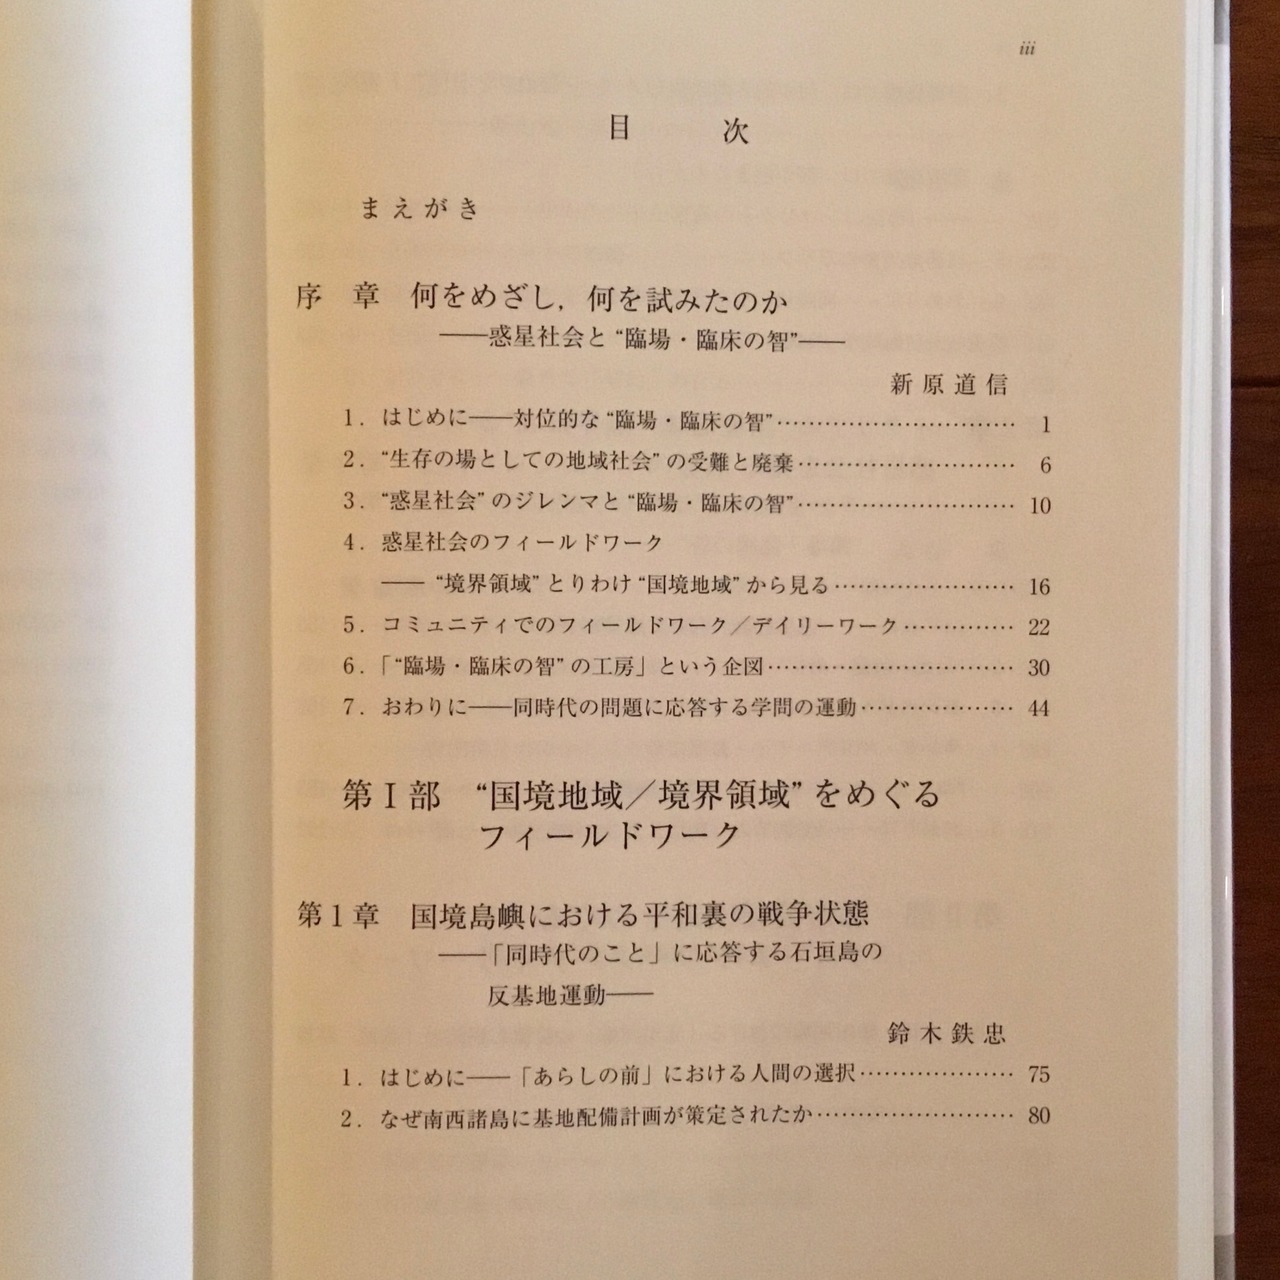 iii
目　次
まえがき
序　章　何をめざし，何を試みたのか
――惑星社会と“臨場・臨床の智”――
新原道信
1．はじめに――対位的な“臨場・臨床の智”………………………… 1
2．“生存の場としての地域社会”の受難と廃棄……………………… 6
3．“惑星社会”のジレンマと“臨場・臨床の智”……………………… 10
4．惑星社会のフィールドワーク
――“境界領域”とりわけ“国境地域”から見る………………… 16
5．コミュニティでのフィールドワーク／デイリーワーク………… 22
6．「“臨場・臨床の智”の工房」という企図………………………… 30
7．おわりに――同時代の問題に応答する学問の運動……………… 44
第Ⅰ部　“国境地域／境界領域”をめぐる
フィールドワーク
第1章　国境島嶼における平和裏の戦争状態
――「同時代のこと」に応答する石垣島の
反基地運動――
鈴木鉄忠
1．はじめに――「あらしの前」における人間の選択……………… 75
2．なぜ南西諸島に基地配備計画が策定されたか…………………… 80